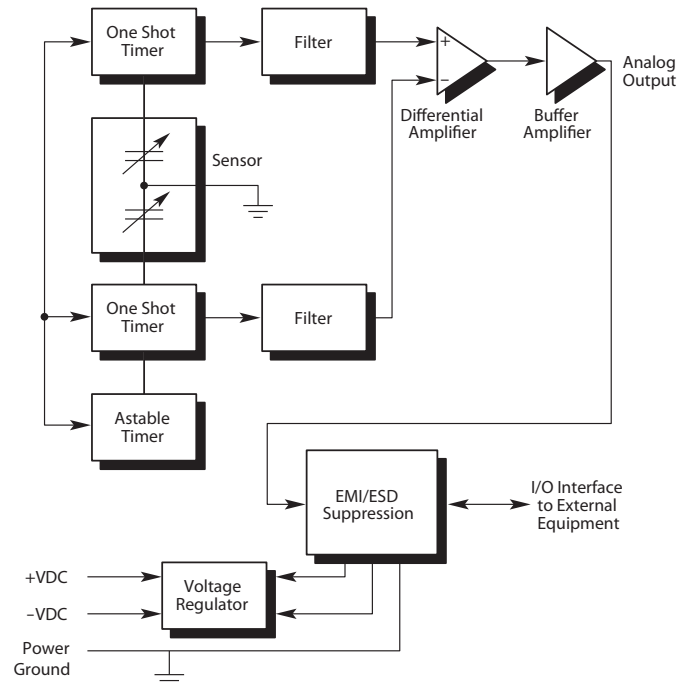 One Shot
Timer
Filter
+
−
Differential
Amplifier
Buffer
Amplifier
Analog
Output
Sensor
One Shot
Timer
Filter
Astable
Timer
EMI/ESD
Suppression
I/O Interface
to External
Equipment
+VDC
−VDC
Voltage
Regulator
Power
Ground